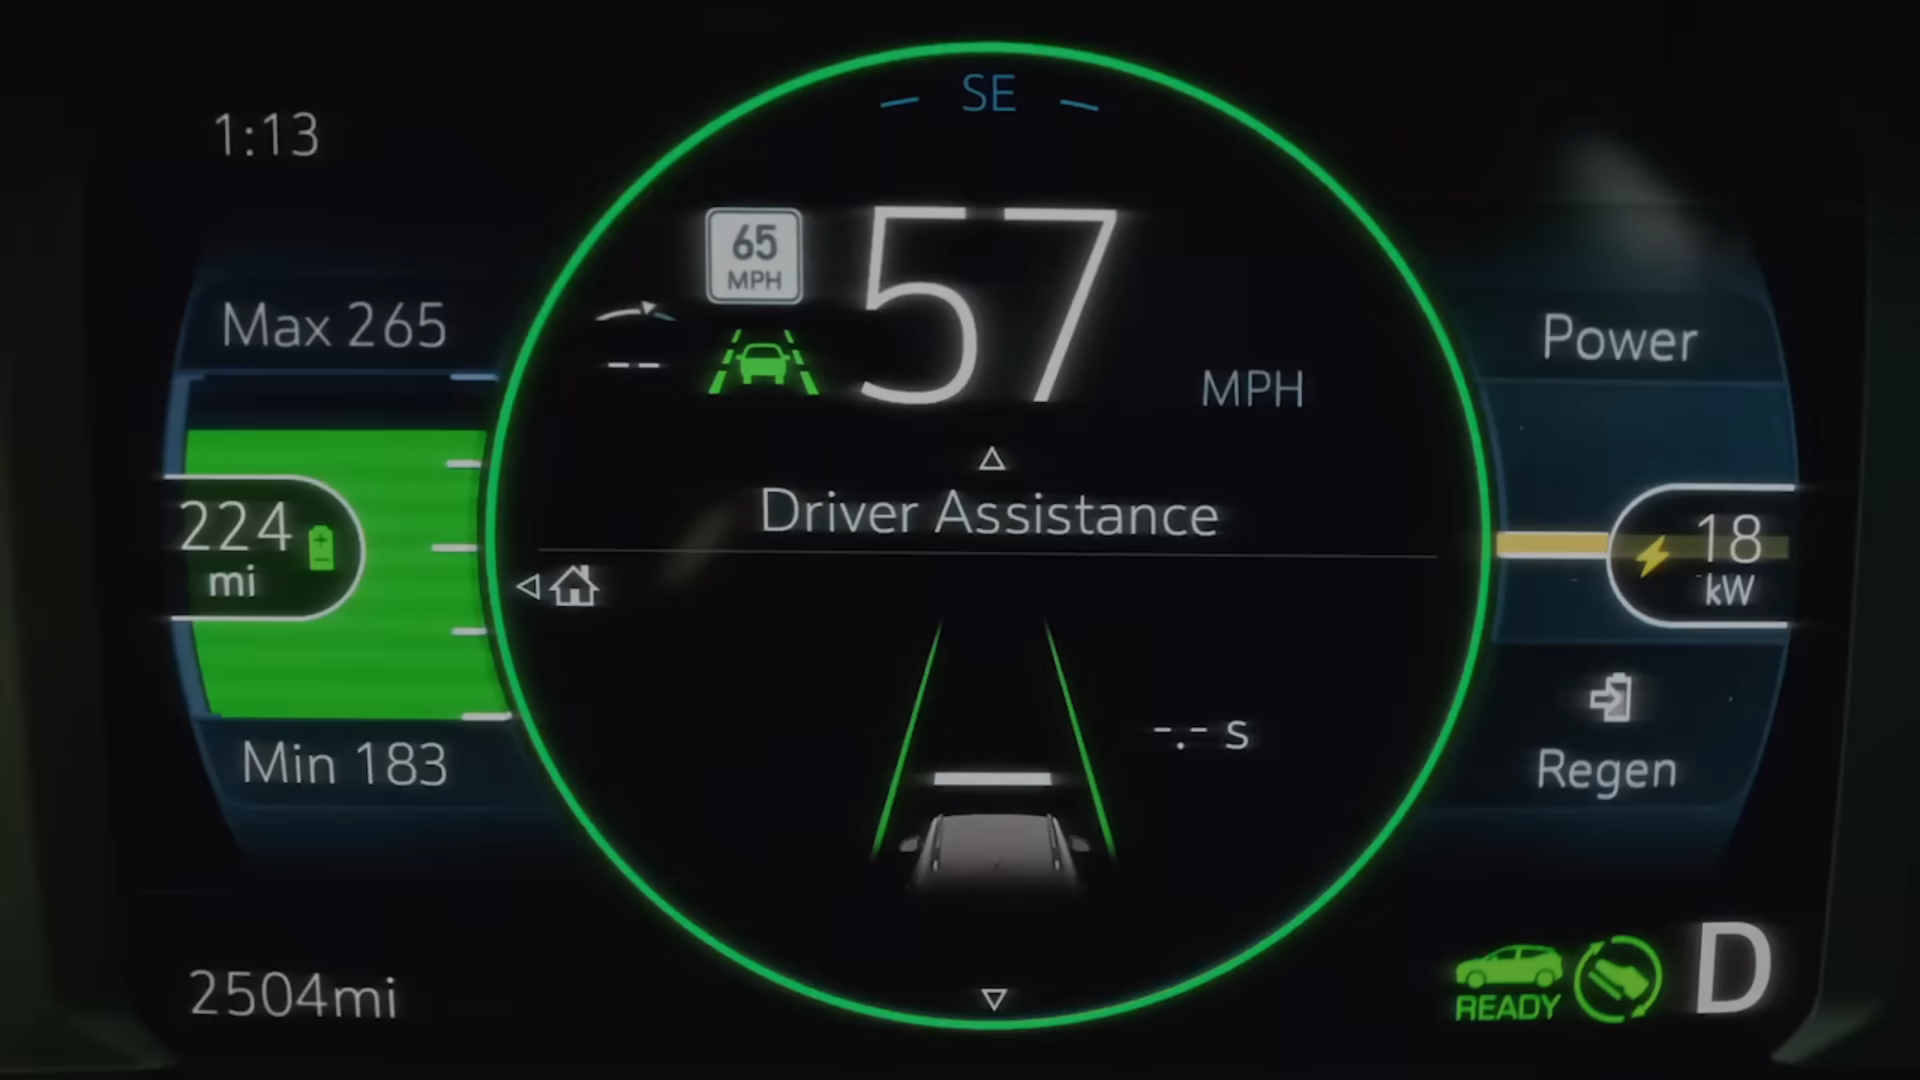 SE
1:13
65
MPH
57
MPH
Max 265
Power
--
Driver Assistance
224
mi
18
kW
-.- s
Min 183
Regen
2504mi
READY
D